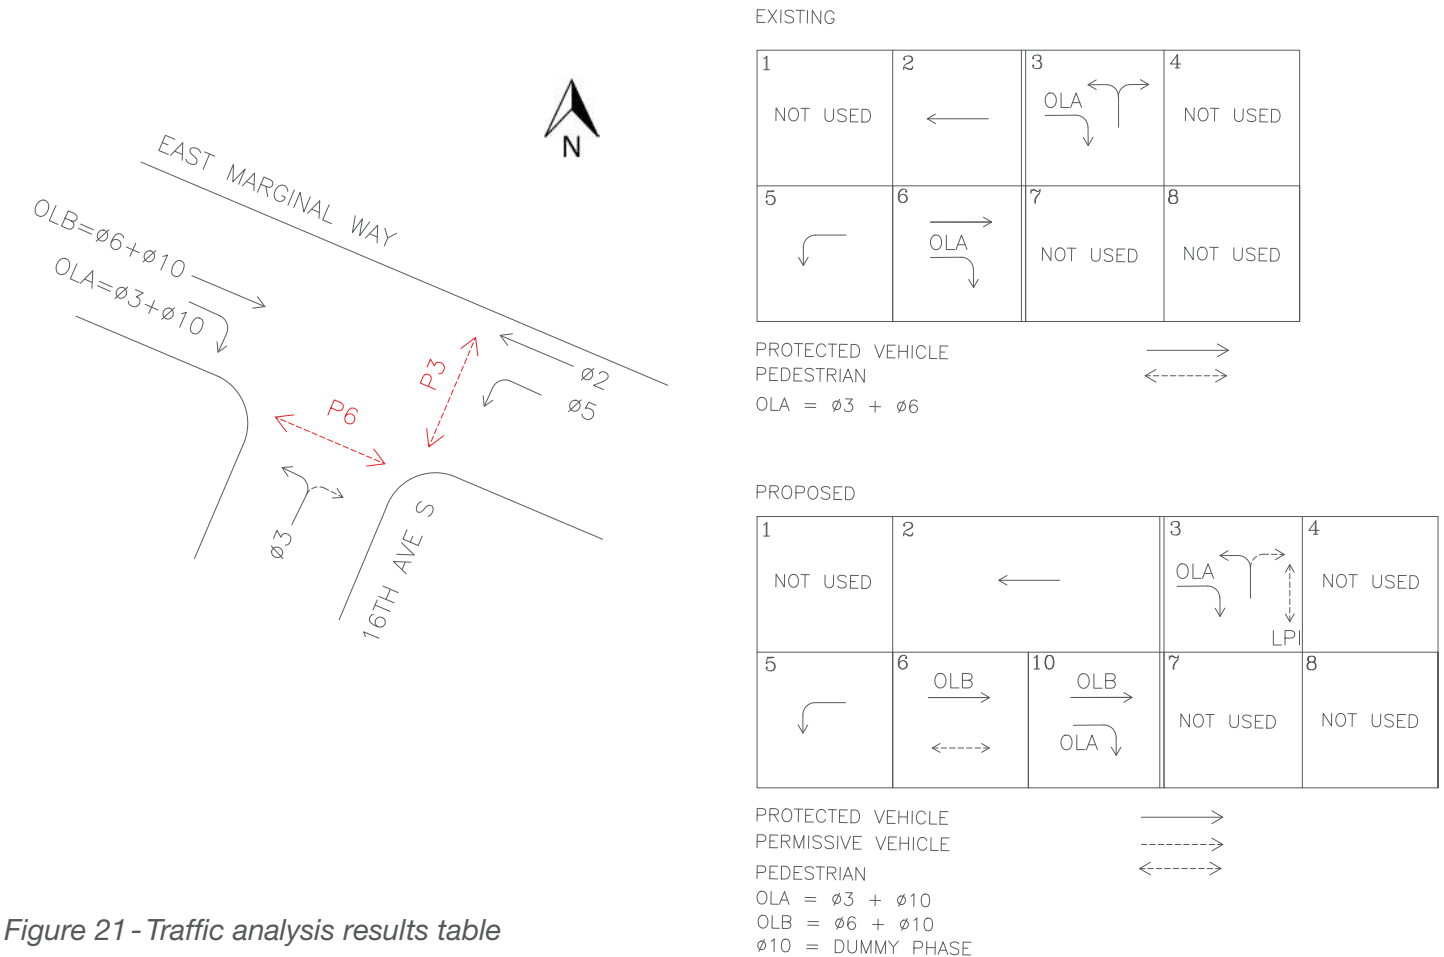 N
EAST MARGINAL WAY
OLB=ø6+ø10
OLA=ø3+ø10
P3
ø2
ø5
P6
ø3
16TH AVE S
Figure 21 - Traffic analysis results table
EXISTING
1
NOT USED
2
3
OLA
4
NOT USED
5
6
OLA
7
NOT USED
8
NOT USED
PROTECTED VEHICLE
PEDESTRIAN
OLA = ø3 + ø6
PROPOSED
1
NOT USED
2
3
OLA
LPI
4
NOT USED
5
6
OLB
10
OLB
OLA
7
NOT USED
8
NOT USED
PROTECTED VEHICLE
PERMISSIVE VEHICLE
PEDESTRIAN
OLA = ø3 + ø10
OLB = ø6 + ø10
ø10 = DUMMY PHASE